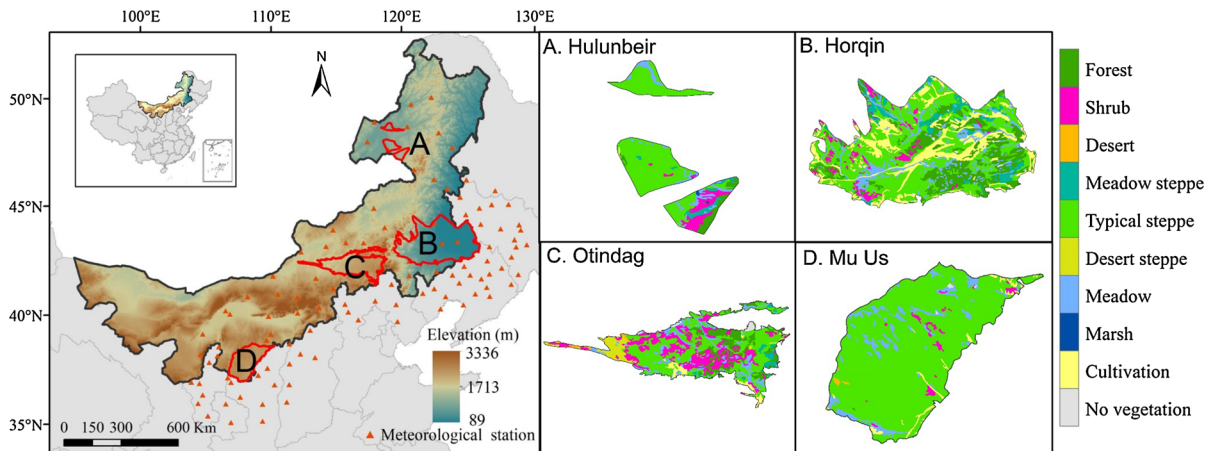 100°E 110°E 120°E 130°E
50°N
45°N
40°N
35°N
N
A
B
C
D
Elevation (m)
3336
1713
89
0 150 300 600 Km
Meteorological station
A. Hulunbeir
B. Horqin
C. Otindag
D. Mu Us
Forest
Shrub
Desert
Meadow steppe
Typical steppe
Desert steppe
Meadow
Marsh
Cultivation
No vegetation